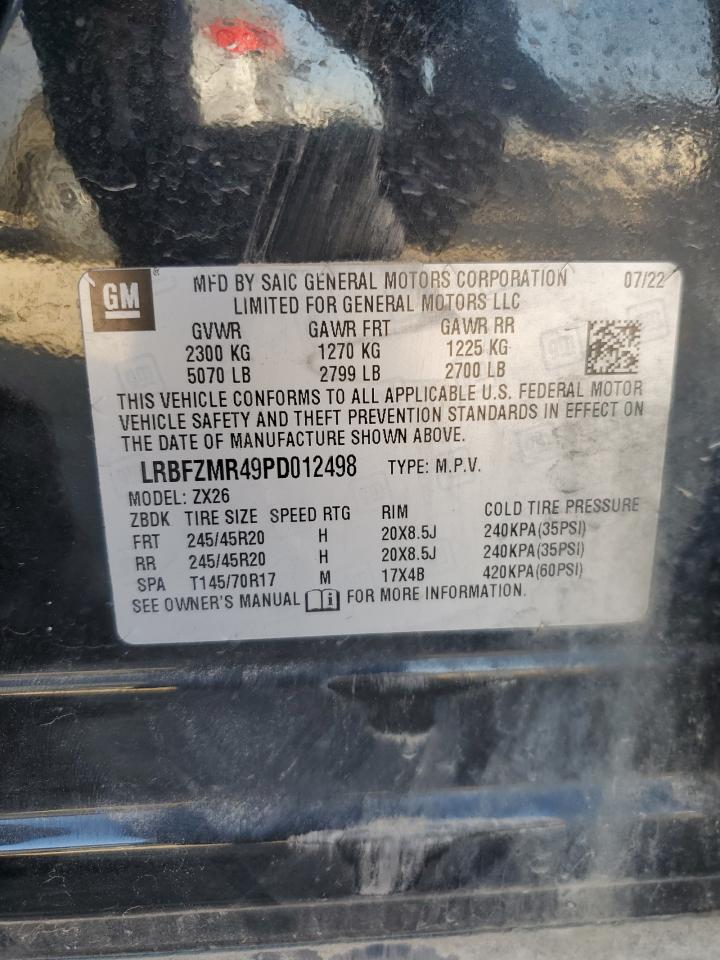 GM ®
MFD BY SAIC GENERAL MOTORS CORPORATION 07/22
LIMITED FOR GENERAL MOTORS LLC
GVWR GAWR FRT GAWR RR
2300 KG 1270 KG 1225 KG
5070 LB 2799 LB 2700 LB
THIS VEHICLE CONFORMS TO ALL APPLICABLE U.S. FEDERAL MOTOR
VEHICLE SAFETY AND THEFT PREVENTION STANDARDS IN EFFECT ON
THE DATE OF MANUFACTURE SHOWN ABOVE.
LRBFZMR49PD012498 TYPE: M.P.V.
MODEL: ZX26
ZBDK TIRE SIZE SPEED RTG RIM COLD TIRE PRESSURE
FRT 245/45R20 H 20X8.5J 240KPA(35PSI)
RR 245/45R20 H 20X8.5J 240KPA(35PSI)
SPA T145/70R17 M 17X4B 420KPA(60PSI)
SEE OWNER'S MANUAL i FOR MORE INFORMATION.